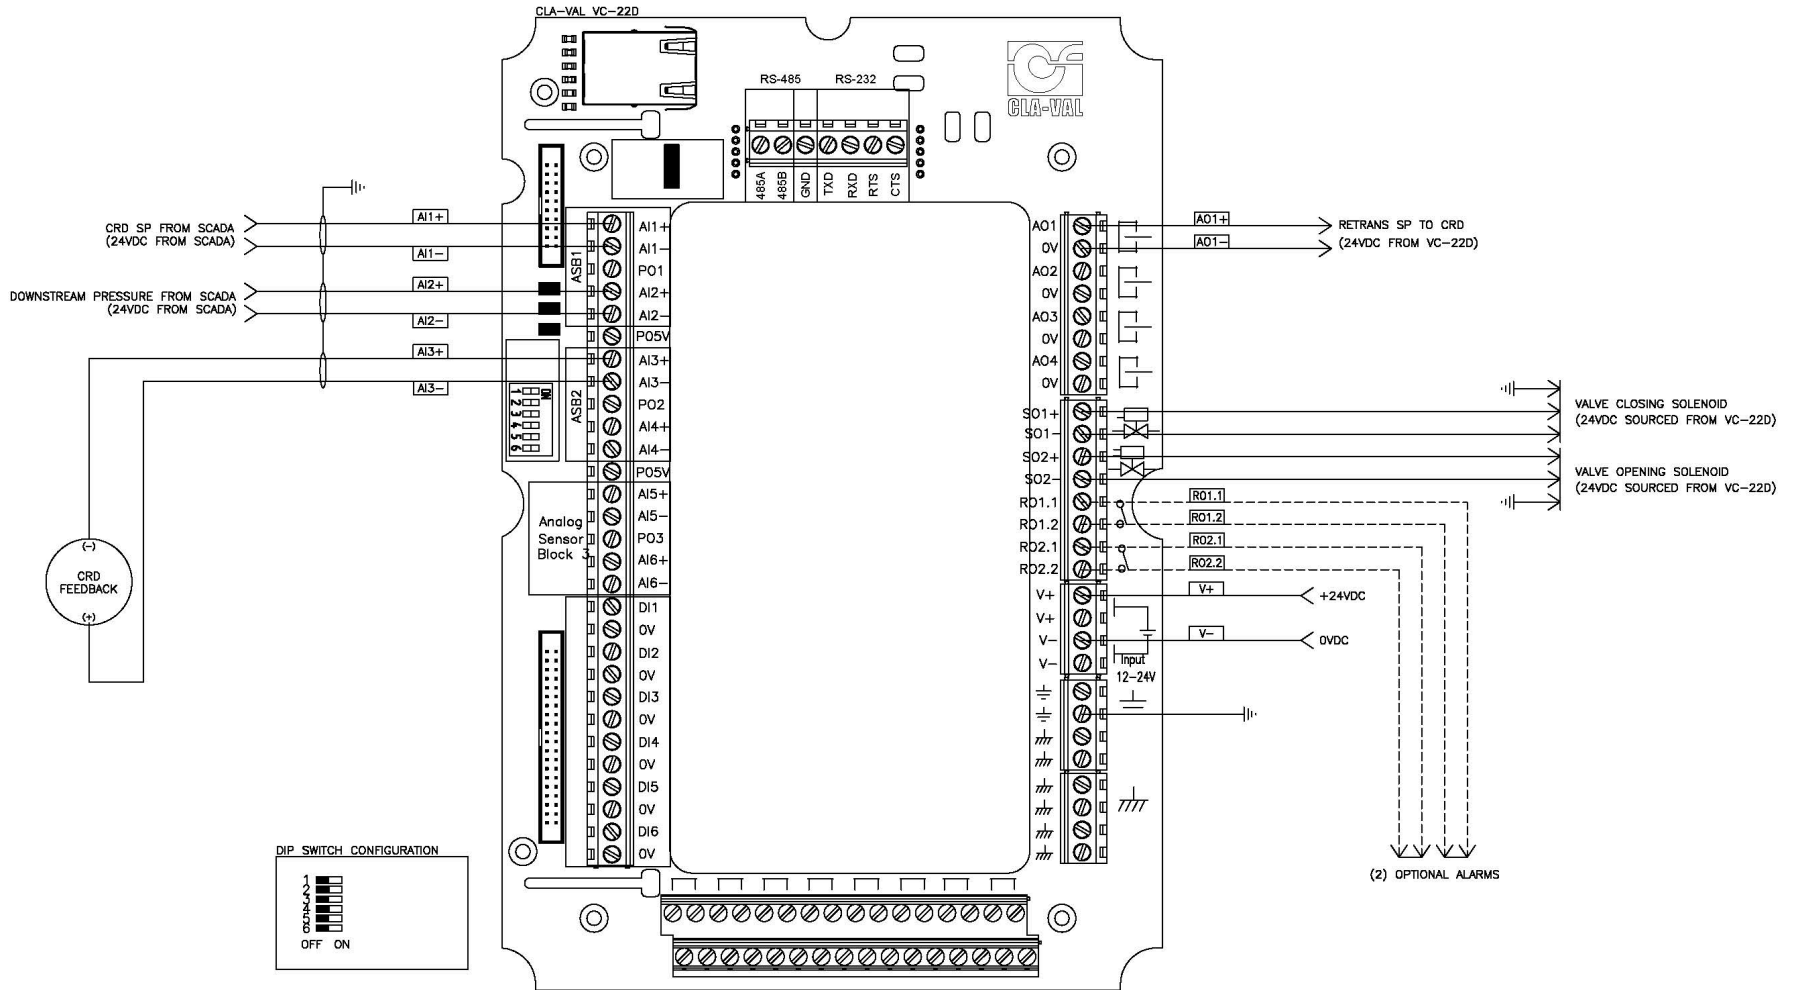 CLA-VAL VC-22D
CLA-VAL
RS-485
RS-232
485A
485B
GND
TXD
RXD
RTS
CTS
CRD SP FROM SCADA
(24VDC FROM SCADA)
AI1+
AI1-
DOWNSTREAM PRESSURE FROM SCADA
(24VDC FROM SCADA)
AI2+
AI2-
AI3+
AI3-
(-)
CRD
FEEDBACK
(+)
ON
1
2
3
4
5
6
ASB1
ASB2
Analog
Sensor
Block 3
AI1+
AI1-
PO1
AI2+
AI2-
PO5V
AI3+
AI3-
PO2
AI4+
AI4-
PO5V
AI5+
AI5-
PO3
AI6+
AI6-
DI1
0V
DI2
0V
DI3
0V
DI4
0V
DI5
0V
DI6
0V
AO1
0V
AO2
0V
AO3
0V
AO4
0V
SO1+
SO1-
SO2+
SO2-
RO1.1
RO1.2
RO2.1
RO2.2
V+
V+
V-
V-
Input
12-24V
AO1+
AO1-
RETRANS SP TO CRD
(24VDC FROM VC-22D)
VALVE CLOSING SOLENOID
(24VDC SOURCED FROM VC-22D)
VALVE OPENING SOLENOID
(24VDC SOURCED FROM VC-22D)
RO1.1
RO1.2
RO2.1
RO2.2
V+
+24VDC
V-
0VDC
(2) OPTIONAL ALARMS
DIP SWITCH CONFIGURATION
1
2
3
4
5
6
OFF ON